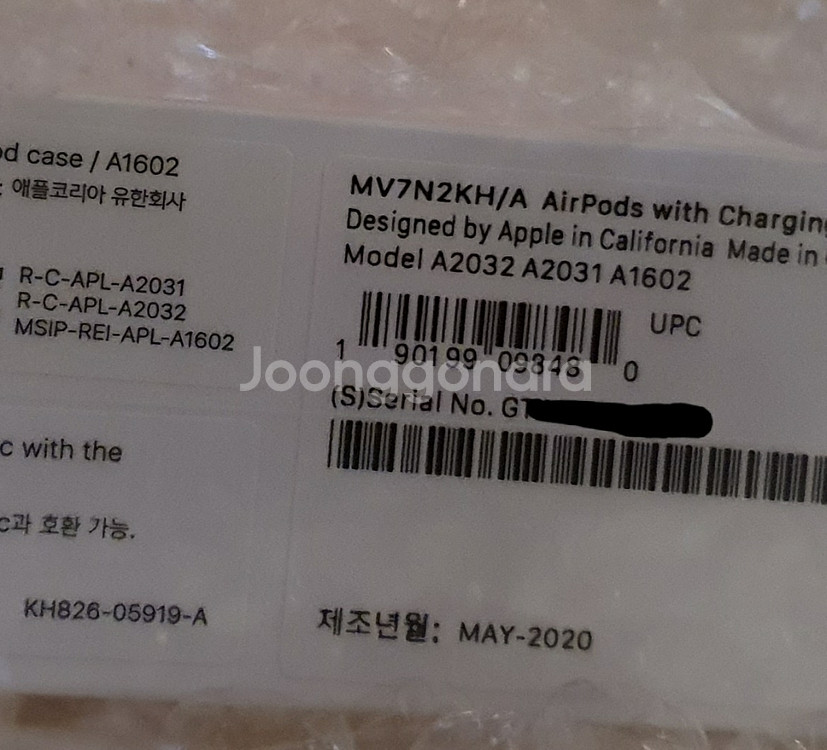 od case / A1602
: 애플코리아 유한회사
R-C-APL-A2031
R-C-APL-A2032
MSIP-REI-APL-A1602
c with the
c과 호환 가능.
KH826-05919-A
MV7N2KH/A AirPods with Charging
Designed by Apple in California Made in
Model A2032 A2031 A1602
UPC
1 90199 09848 0
Joonggonara
(S)Serial No. GT
제조년월: MAY-2020